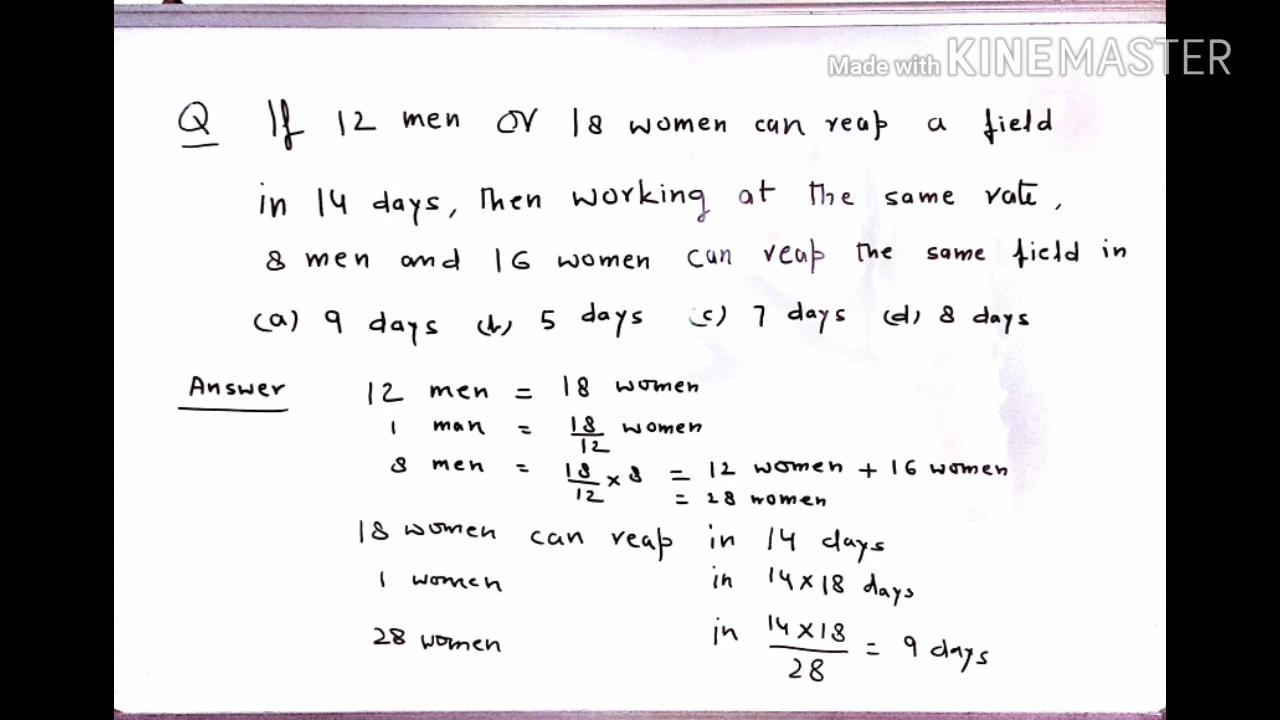 Made with KINEMASTER
Q If 12 men or 18 women can reap a field
in 14 days, then working at the same rate,
8 men and 16 women can reap the same field in
(a) 9 days (b) 5 days (c) 7 days (d) 8 days
Answer 12 men = 18 women
1 man = 18/12 women
8 men = 18/12 × 8 = 12 women + 16 women
= 28 women
18 women can reap in 14 days
1 women in 14×18 days
28 women in 14×18/28 = 9 days